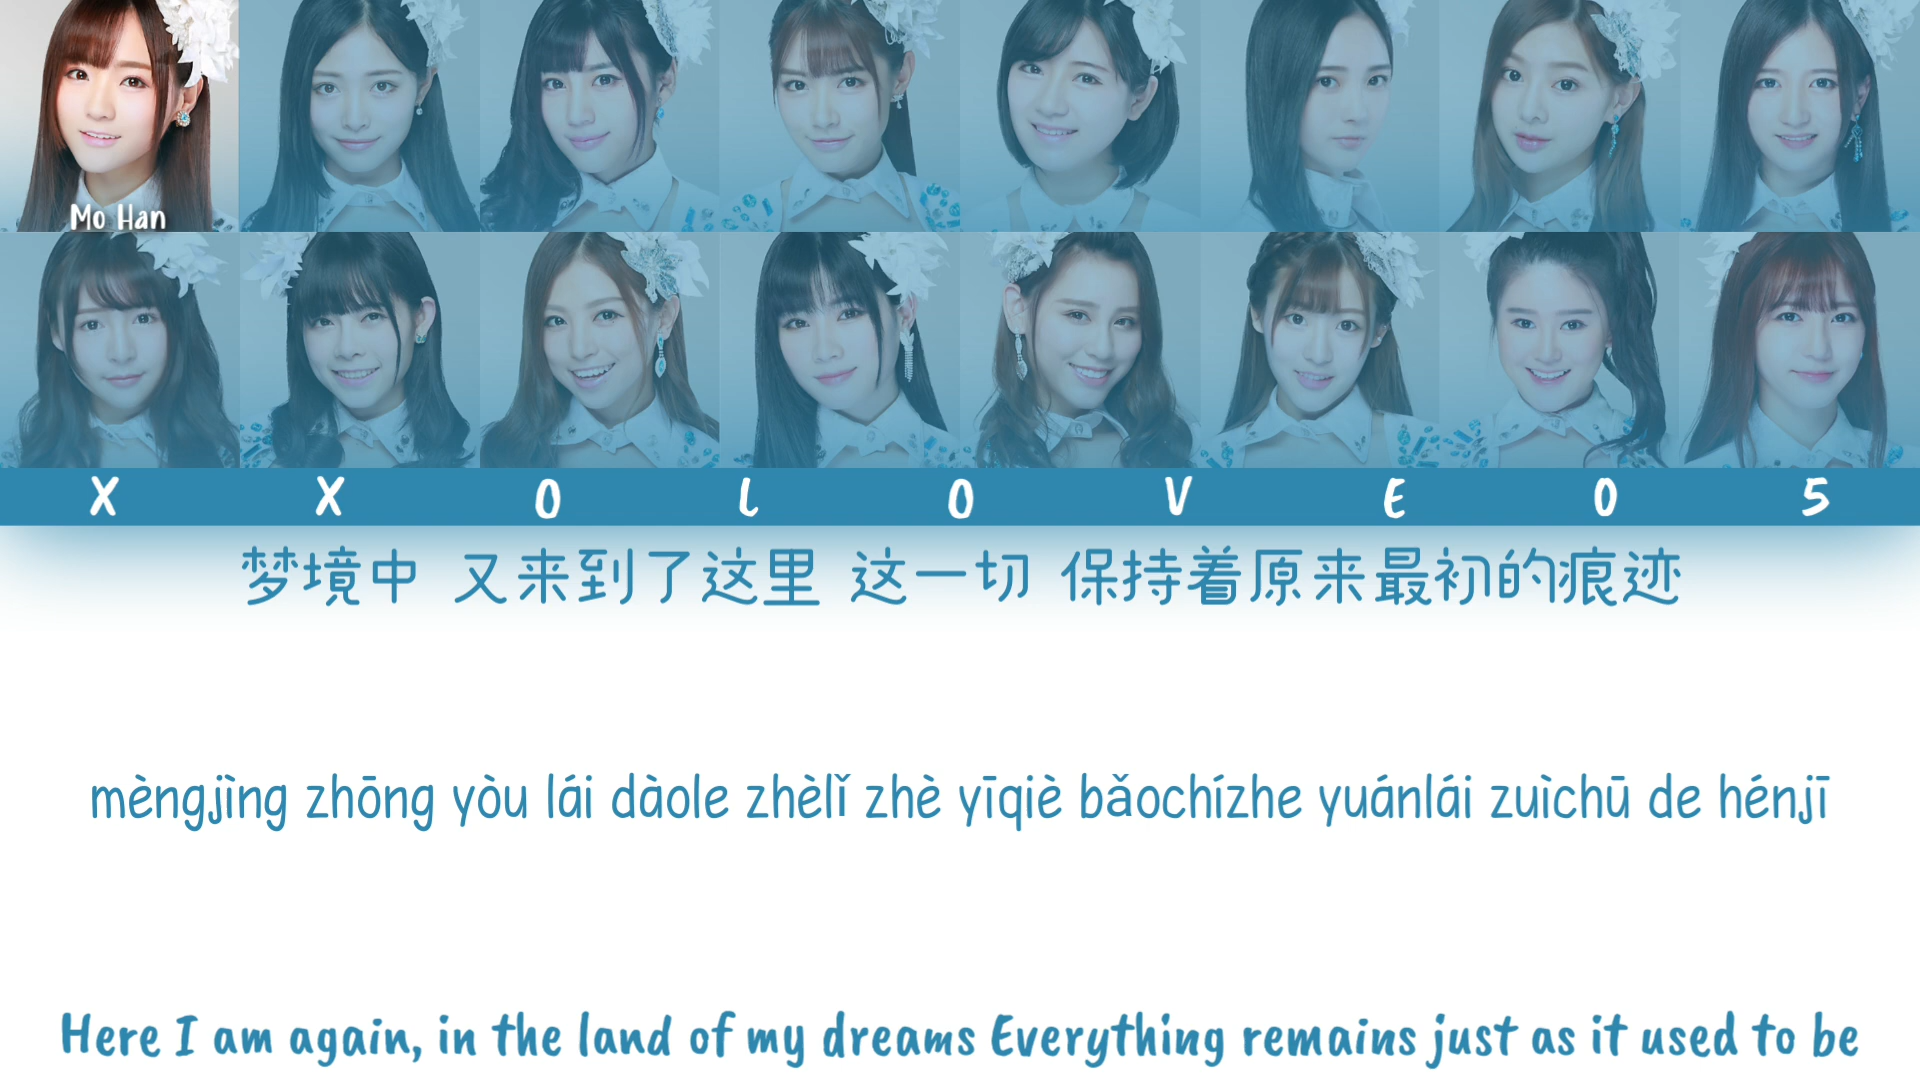 Mo Han
X X O L O V E 0 5
梦境中 又来到了这里 这一切 保持着原来最初的痕迹
mèngjìng zhōng yòu lái dàole zhèlǐ zhè yīqiè bǎochízhe yuánlái zuìchū de hénjī
Here I am again, in the land of my dreams Everything remains just as it used to be